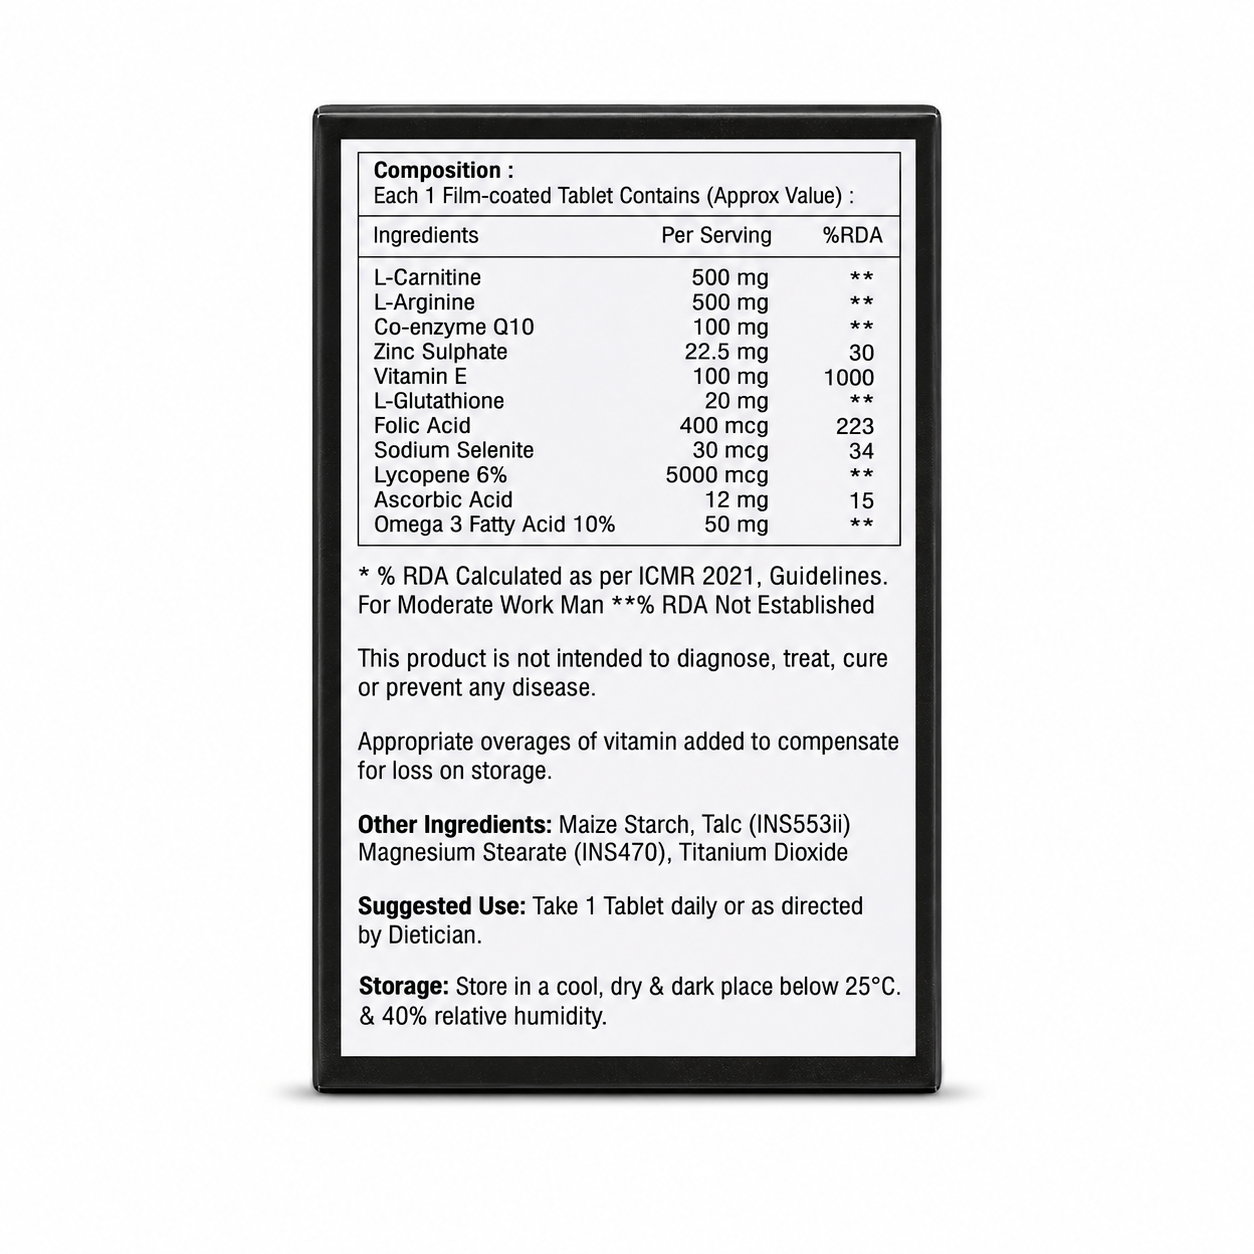 Composition :
Each 1 Film-coated Tablet Contains (Approx Value) :
Ingredients Per Serving %RDA
L-Carnitine 500 mg **
L-Arginine 500 mg **
Co-enzyme Q10 100 mg **
Zinc Sulphate 22.5 mg 30
Vitamin E 100 mg 1000
L-Glutathione 20 mg **
Folic Acid 400 mcg 223
Sodium Selenite 30 mcg 34
Lycopene 6% 5000 mcg **
Ascorbic Acid 12 mg 15
Omega 3 Fatty Acid 10% 50 mg **
* % RDA Calculated as per ICMR 2021, Guidelines.
For Moderate Work Man **% RDA Not Established
This product is not intended to diagnose, treat, cure
or prevent any disease.
Appropriate overages of vitamin added to compensate
for loss on storage.
Other Ingredients: Maize Starch, Talc (INS553ii)
Magnesium Stearate (INS470), Titanium Dioxide
Suggested Use: Take 1 Tablet daily or as directed
by Dietician.
Storage: Store in a cool, dry & dark place below 25°C.
& 40% relative humidity.